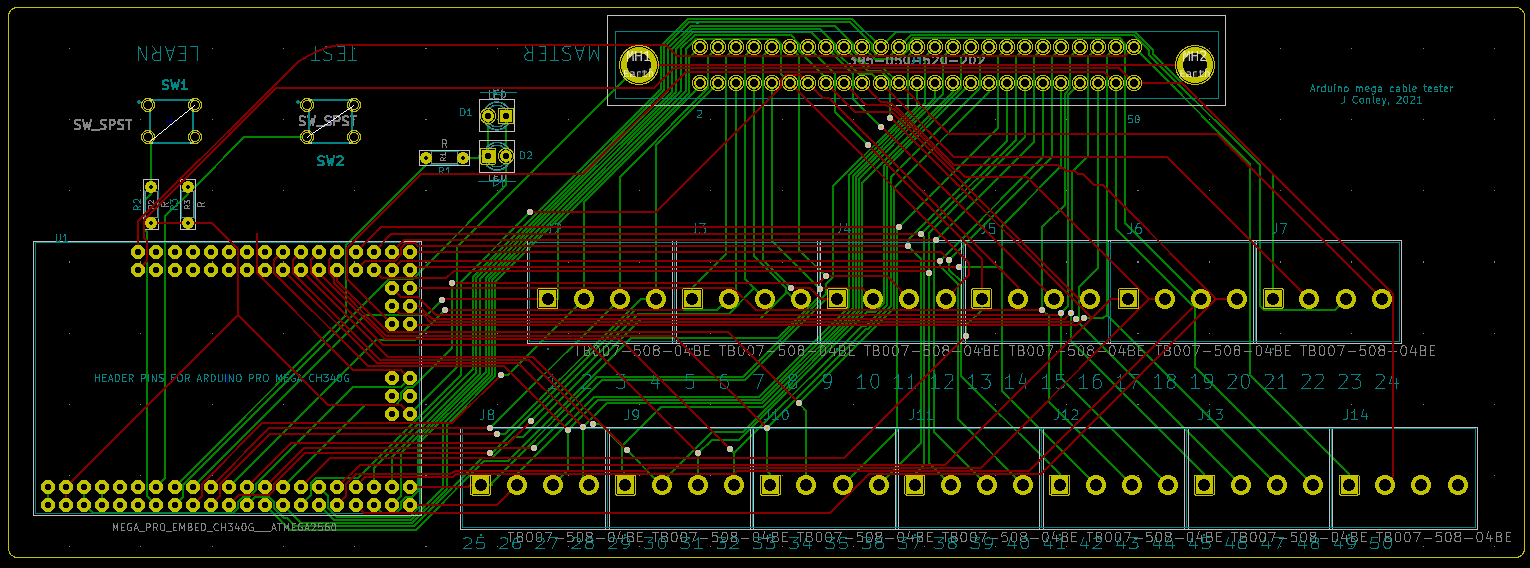 LEARN
TEST
MASTER
MH1
Earth
395-050-520-202
MH2
Earth
2
50
Arduino mega cable tester
J Conley, 2021
SW1
SW_SPST
SW_SPST
SW2
LED
D1
D2
R
R1
R1
R2
R2
R3
R
U1
J3
J4
J5
J6
J7
TB007-508-04BE TB007-508-04BE TB007-508-04BE TB007-508-04BE TB007-508-04BE TB007-508-04BE
HEADER PINS FOR ARDUINO PRO MEGA CH340G
1 2 3 4 5 6 7 8 9 10 11 12 13 14 15 16 17 18 19 20 21 22 23 24
J8
J9
J10
J11
J12
J13
J14
MEGA_PRO_EMBED_CH340G___ATMEGA2560
TB007-508-04BE TB007-508-04BE TB007-508-04BE TB007-508-04BE TB007-508-04BE TB007-508-04BE TB007-508-04BE
25 26 27 28 29 30 31 32 33 34 35 36 37 38 39 40 41 42 43 44 45 46 47 48 49 50